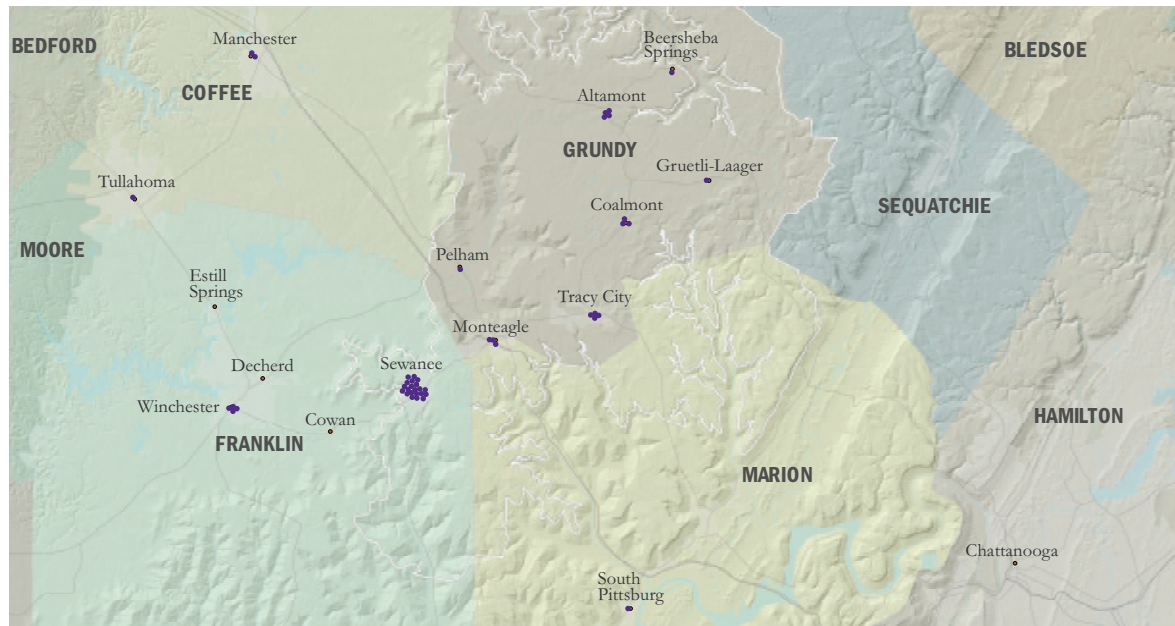 BEDFORD
Manchester
COFFEE
Beersheba
Springs
BLEDSOE
Altamont
GRUNDY
Gruetli-Laager
Tullahoma
Coalmont
SEQUATCHIE
MOORE
Pelham
Estill
Springs
Tracy City
Monteagle
Decherd
Sewanee
Winchester
Cowan
FRANKLIN
HAMILTON
MARION
Chattanooga
South
Pittsburg